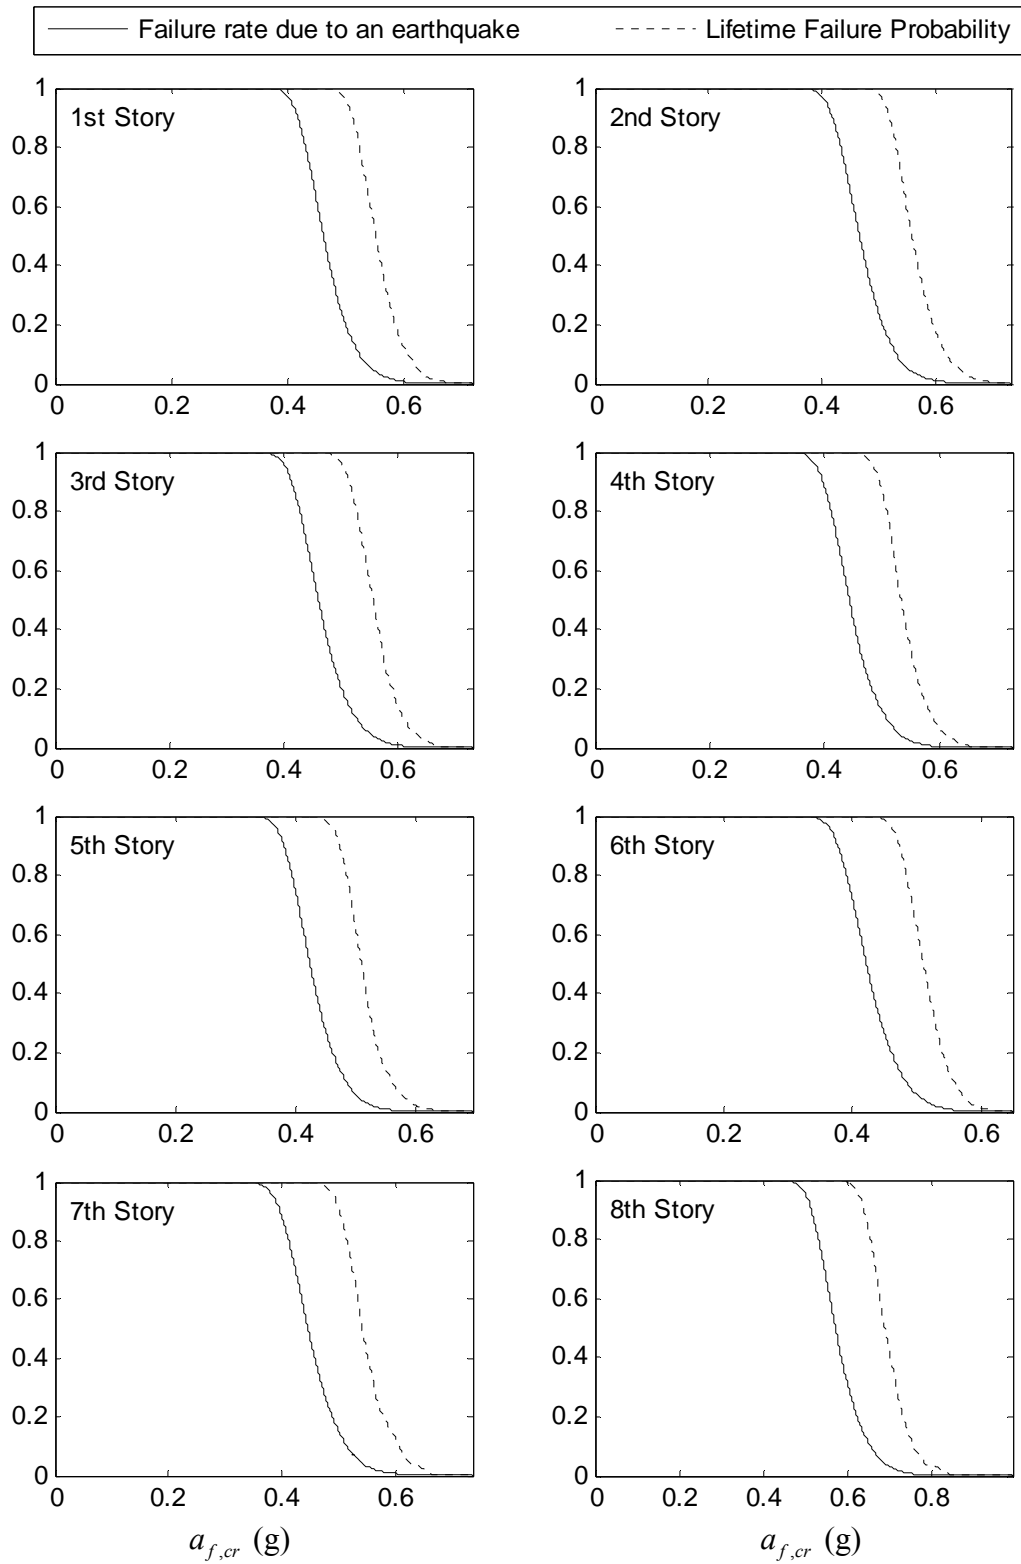 Failure rate due to an earthquake Lifetime Failure Probability
1st Story
1
0.8
0.6
0.4
0.2
0
0 0.2 0.4 0.6
2nd Story
1
0.8
0.6
0.4
0.2
0
0 0.2 0.4 0.6
3rd Story
1
0.8
0.6
0.4
0.2
0
0 0.2 0.4 0.6
4th Story
1
0.8
0.6
0.4
0.2
0
0 0.2 0.4 0.6
5th Story
1
0.8
0.6
0.4
0.2
0
0 0.2 0.4 0.6
6th Story
1
0.8
0.6
0.4
0.2
0
0 0.2 0.4 0.6
7th Story
1
0.8
0.6
0.4
0.2
0
0 0.2 0.4 0.6
a_{f,cr} (g)
8th Story
1
0.8
0.6
0.4
0.2
0
0 0.2 0.4 0.6 0.8
a_{f,cr} (g)